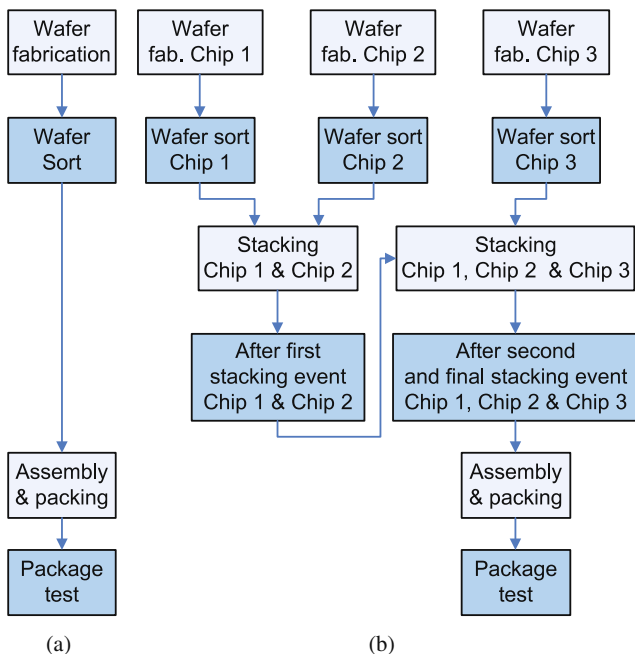 Wafer
fabrication
Wafer
fab. Chip 1
Wafer
fab. Chip 2
Wafer
fab. Chip 3
Wafer
Sort
Wafer sort
Chip 1
Wafer sort
Chip 2
Wafer sort
Chip 3
Stacking
Chip 1 & Chip 2
Stacking
Chip 1, Chip 2 & Chip 3
After first
stacking event
Chip 1 & Chip 2
After second
and final stacking event
Chip 1, Chip 2 & Chip 3
Assembly
& packing
Assembly
& packing
Package
test
Package
test
(a)
(b)